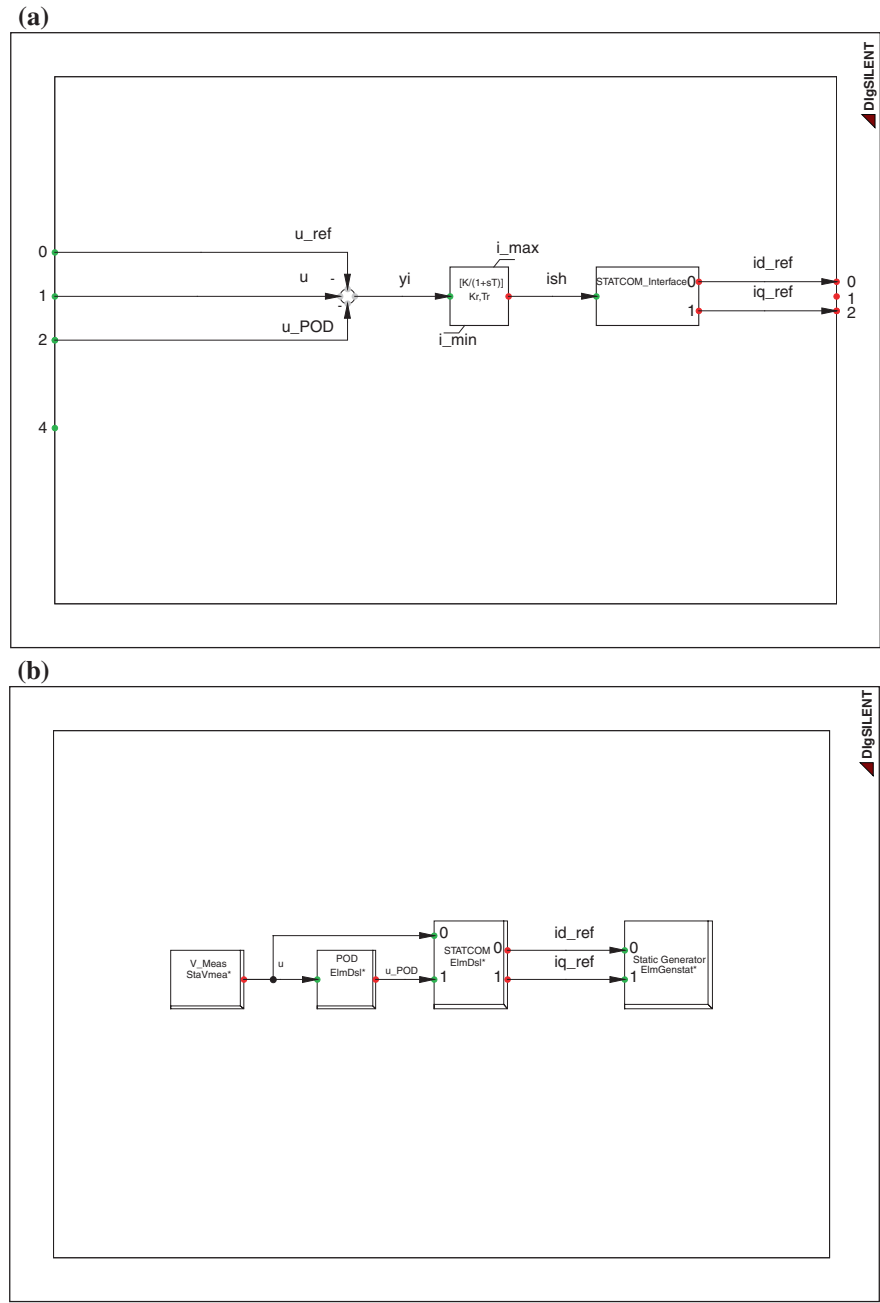 (a)
DIgSILENT
u_ref
0
-
i_max
id_ref
u
yi
[K/(1+sT)]
Kr,Tr
ish
STATCOM_Interface
0
0
1
-
iq_ref
1
u_POD
1
2
2
i_min
4
(b)
DIgSILENT
0
id_ref
V_Meas
StaVmea*
u
POD
ElmDsl*
u_POD
STATCOM
ElmDsl*
0
0
iq_ref
Static Generator
ElmGenstat*
1
1
1